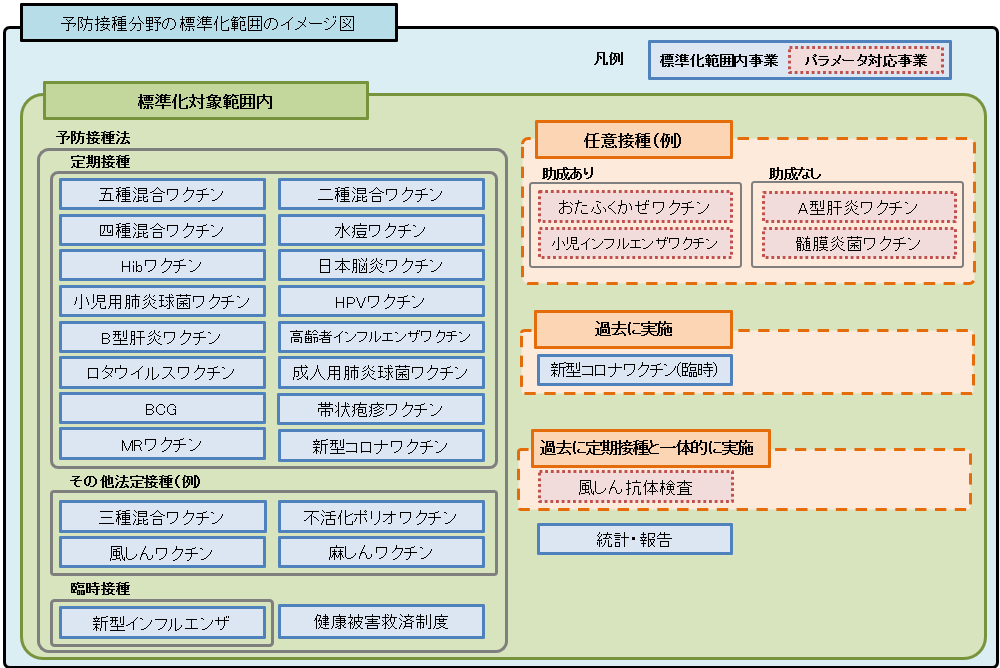 予防接種分野の標準化範囲のイメージ図
凡例
標準化範囲内事業
パラメータ対応事業
標準化対象範囲内
予防接種法
定期接種
五種混合ワクチン
二種混合ワクチン
四種混合ワクチン
水痘ワクチン
Hibワクチン
日本脳炎ワクチン
小児用肺炎球菌ワクチン
HPVワクチン
B型肝炎ワクチン
高齢者インフルエンザワクチン
ロタウイルスワクチン
成人用肺炎球菌ワクチン
BCG
帯状疱疹ワクチン
MRワクチン
新型コロナワクチン
その他法定接種(例)
三種混合ワクチン
不活化ポリオワクチン
風しんワクチン
麻しんワクチン
臨時接種
新型インフルエンザ
健康被害救済制度
任意接種(例)
助成あり
おたふくかぜワクチン
小児インフルエンザワクチン
助成なし
A型肝炎ワクチン
髄膜炎菌ワクチン
過去に実施
新型コロナワクチン(臨時)
過去に定期接種と一体的に実施
風しん抗体検査
統計・報告